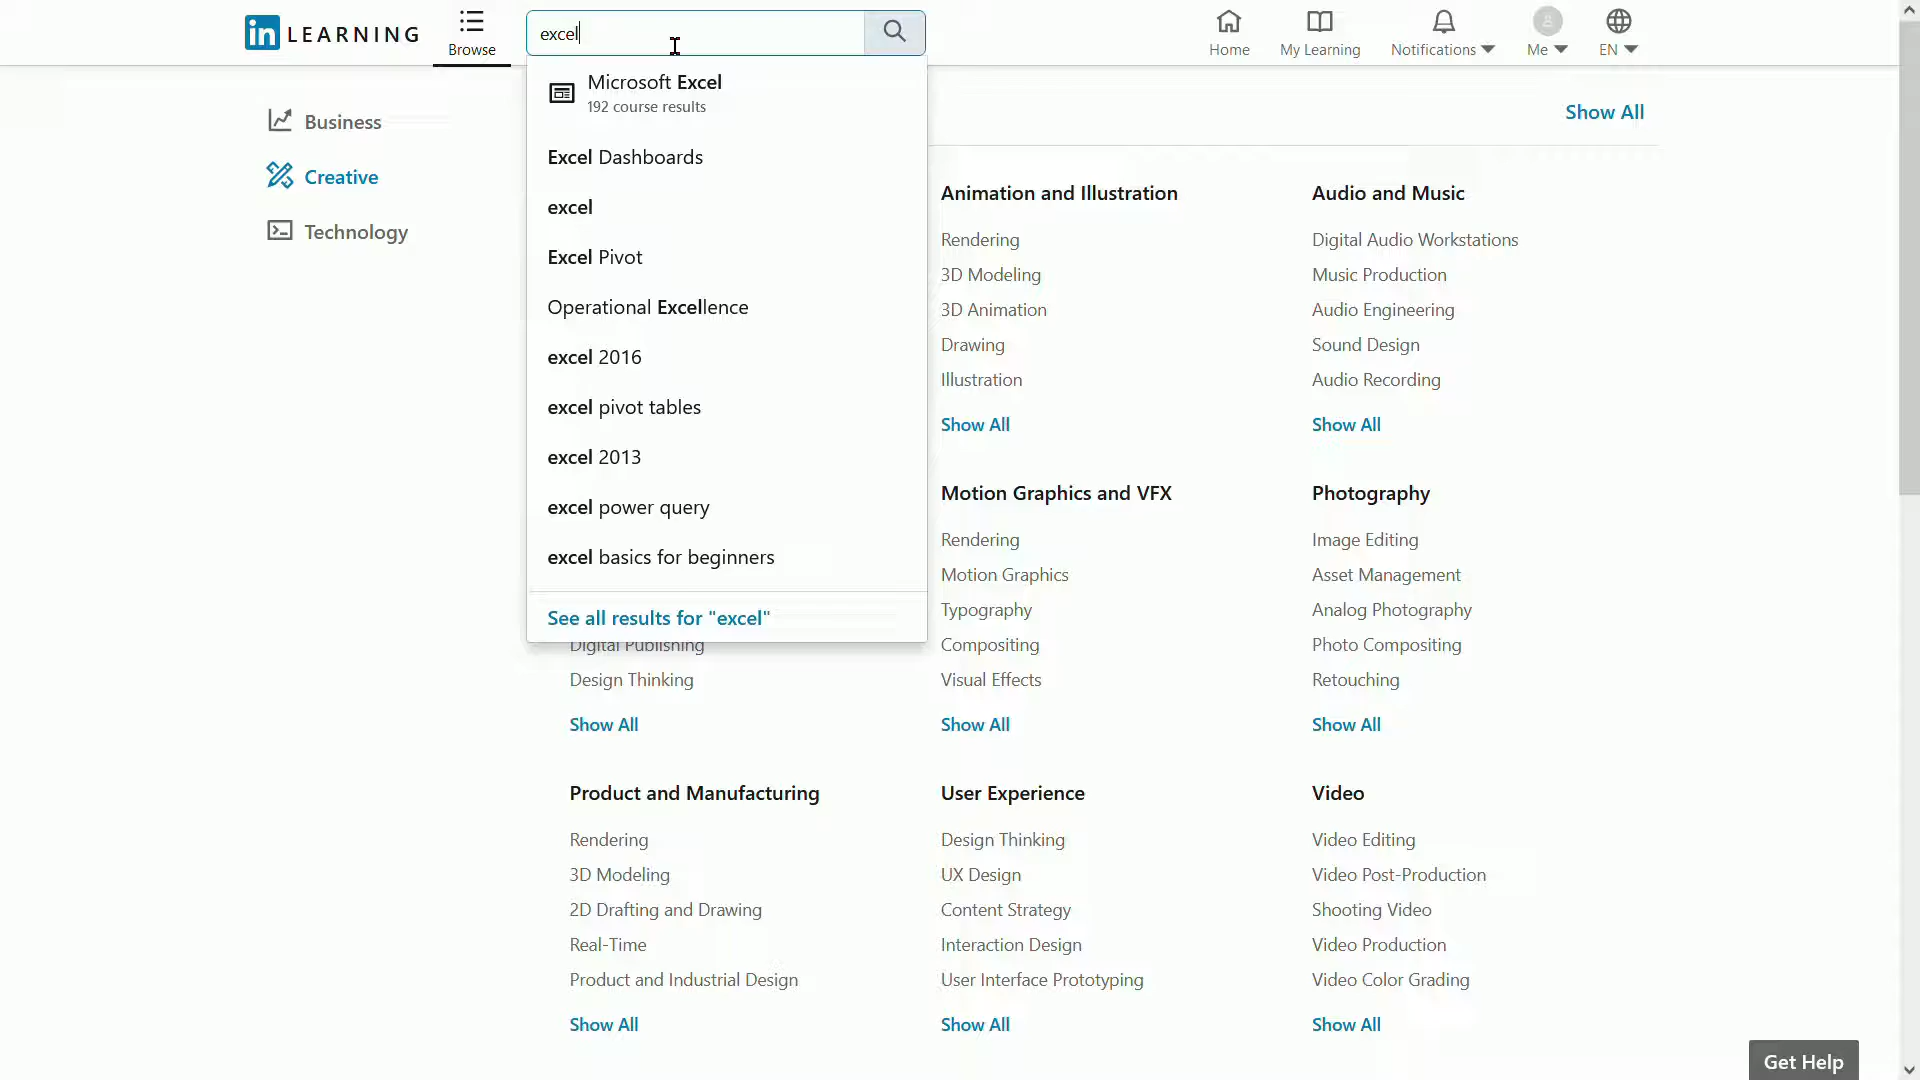 in LEARNING
Browse
excel
Home
My Learning
Notifications
Me
EN
Microsoft Excel
192 course results
Excel Dashboards
excel
Excel Pivot
Operational Excellence
excel 2016
excel pivot tables
excel 2013
excel power query
excel basics for beginners
See all results for "excel"
Business
Creative
Technology
Show All
Animation and Illustration
Rendering
3D Modeling
3D Animation
Drawing
Illustration
Show All
Audio and Music
Digital Audio Workstations
Music Production
Audio Engineering
Sound Design
Audio Recording
Show All
Digital Publishing
Design Thinking
Show All
Motion Graphics and VFX
Rendering
Motion Graphics
Typography
Compositing
Visual Effects
Show All
Photography
Image Editing
Asset Management
Analog Photography
Photo Compositing
Retouching
Show All
Product and Manufacturing
Rendering
3D Modeling
2D Drafting and Drawing
Real-Time
Product and Industrial Design
Show All
User Experience
Design Thinking
UX Design
Content Strategy
Interaction Design
User Interface Prototyping
Show All
Video
Video Editing
Video Post-Production
Shooting Video
Video Production
Video Color Grading
Show All
Get Help